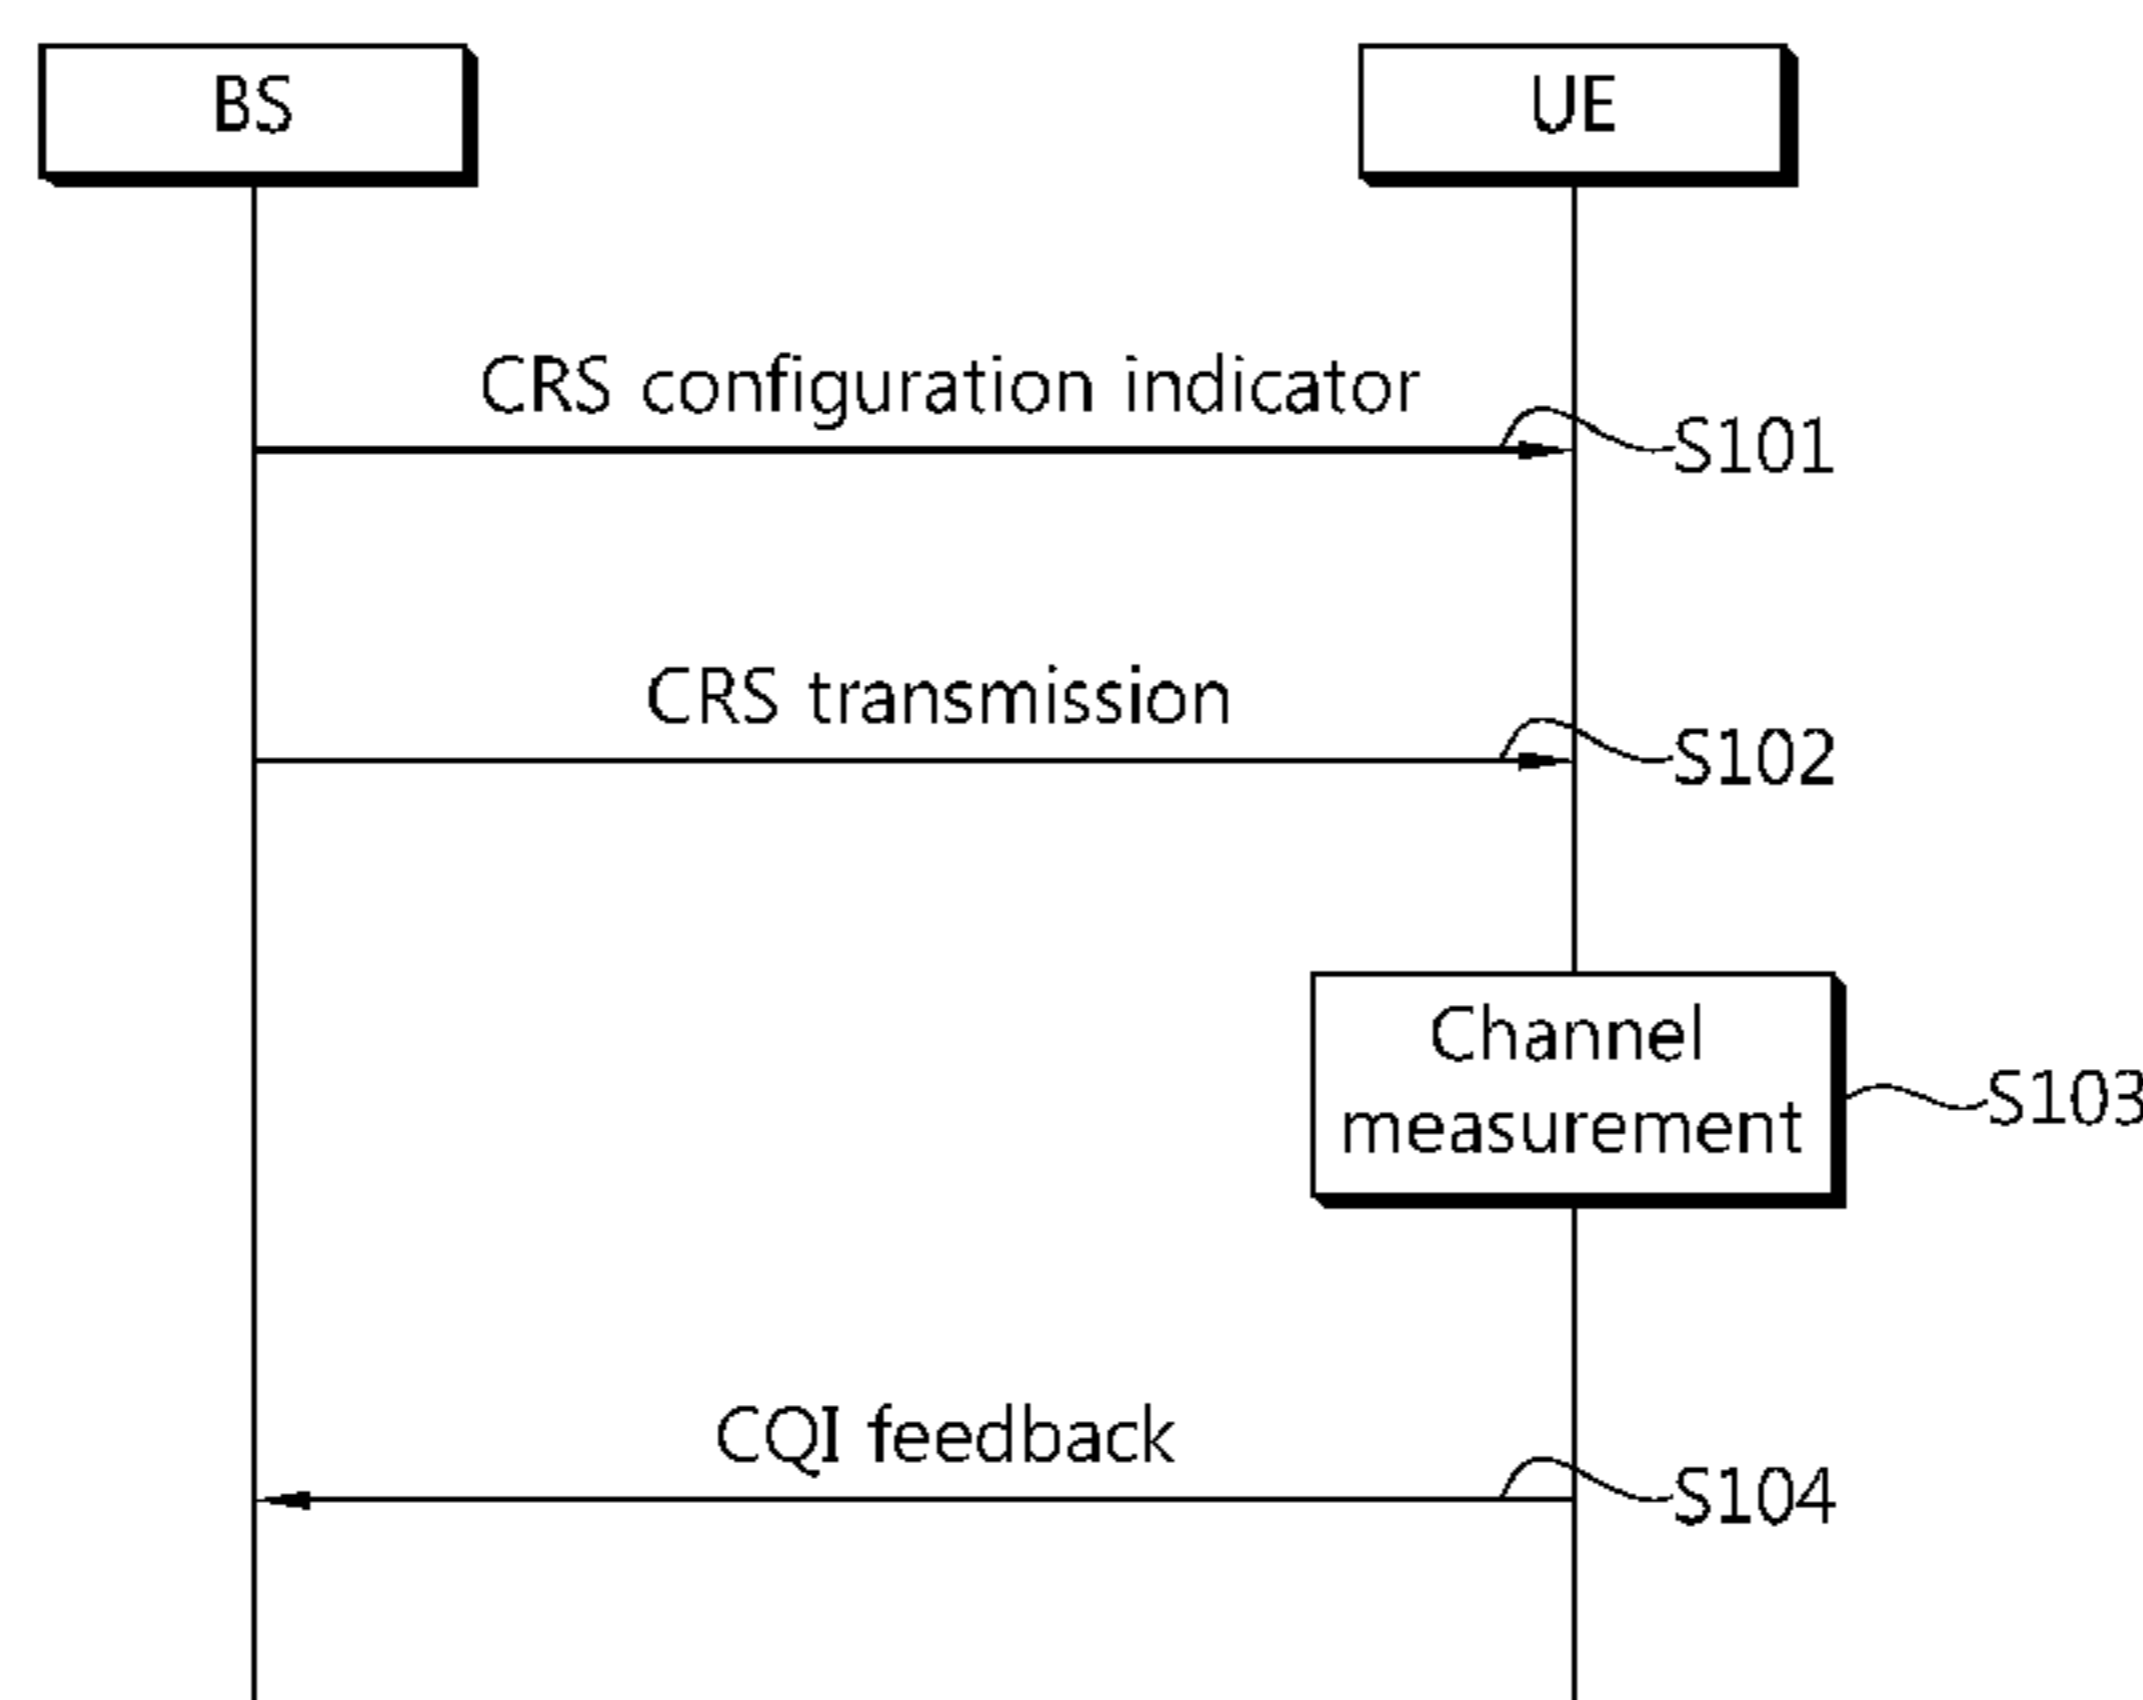 BS
UE
CRS configuration indicator
S101
CRS transmission
S102
Channel
measurement
S103
CQI feedback
S104